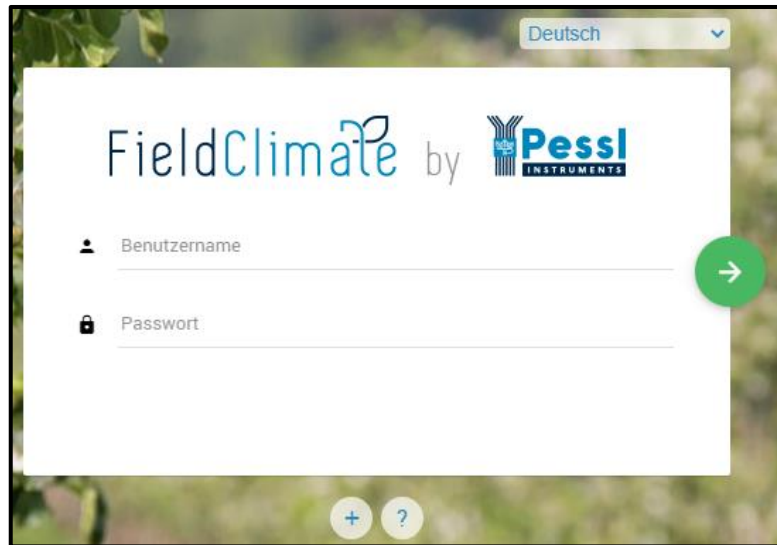 Deutsch
FieldClimate by Pessl
INSTRUMENTS
Benutzername
Passwort
+ ?